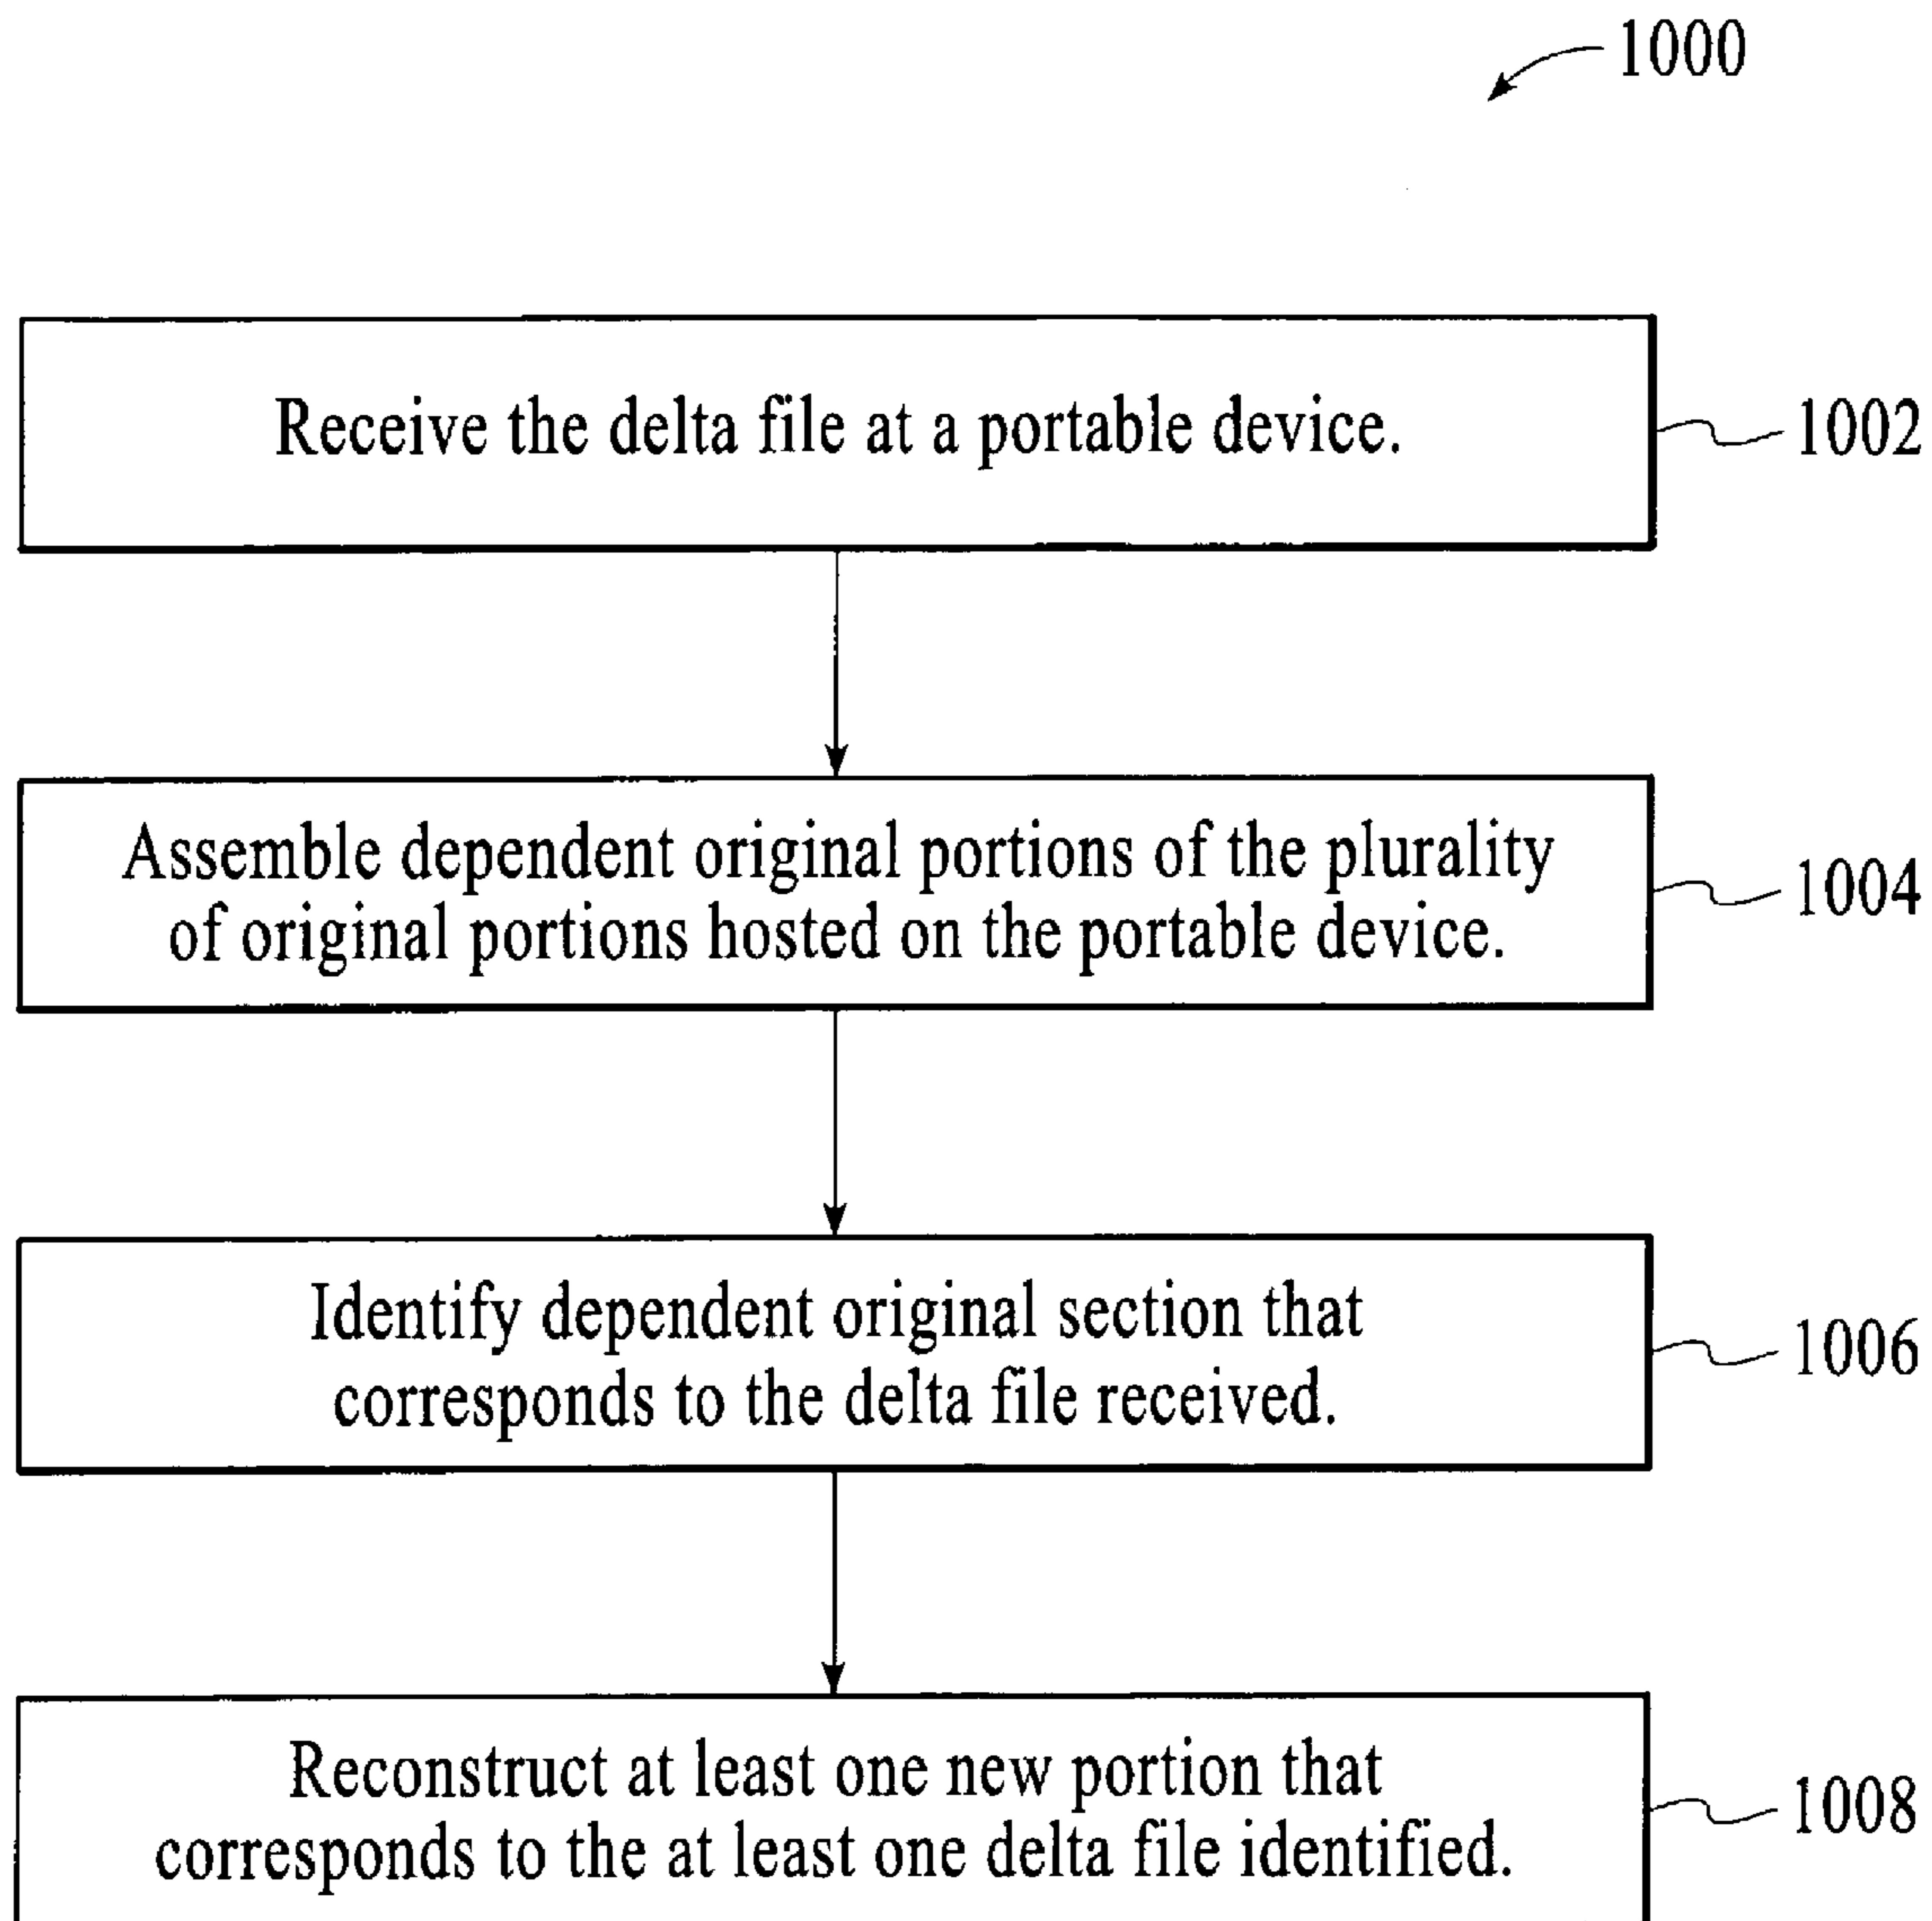 1000
Receive the delta file at a portable device.
1002
Assemble dependent original portions of the plurality
of original portions hosted on the portable device.
1004
Identify dependent original section that
corresponds to the delta file received.
1006
Reconstruct at least one new portion that
corresponds to the at least one delta file identified.
1008